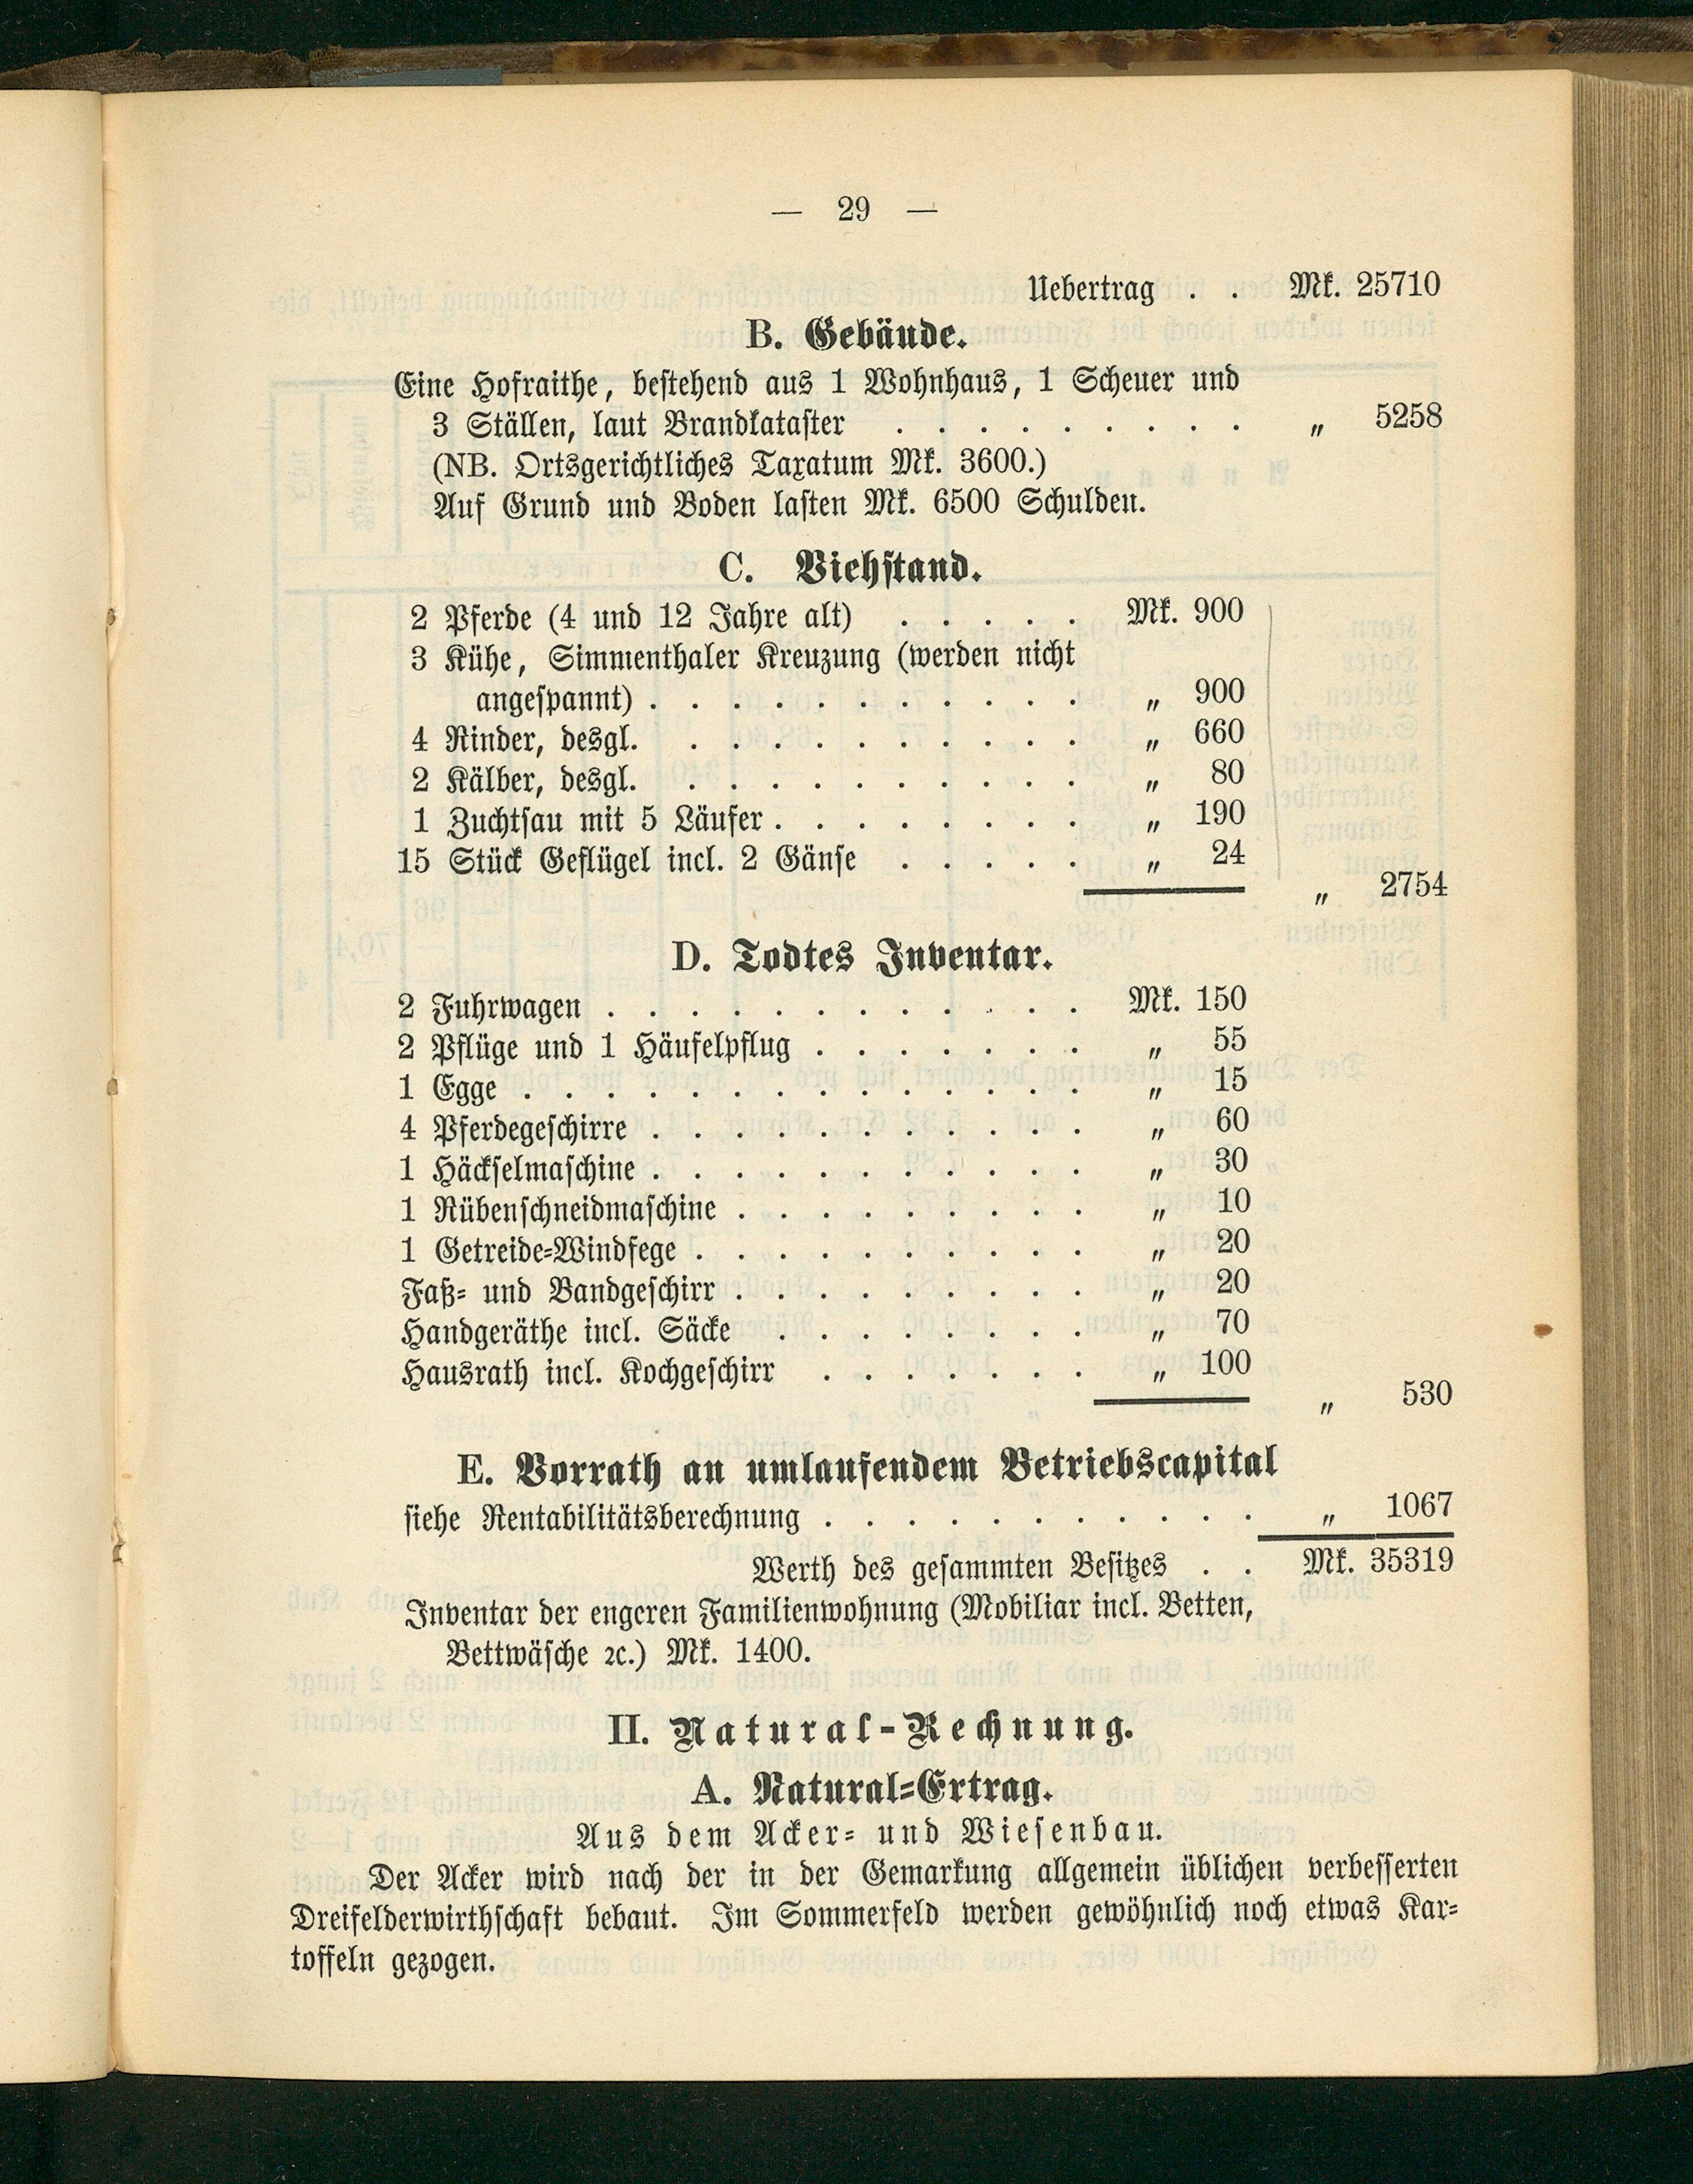 — 29 —
Uebertrag . . Mk. 25710
B. Gebäude.
Eine Hofraithe, bestehend aus 1 Wohnhaus, 1 Scheuer und
3 Ställen, laut Brandkataster . . . . . . . . . „ 5258
(NB. Ortsgerichtliches Taxatum Mk. 3600.)
Auf Grund und Boden lasten Mk. 6500 Schulden.
C. Viehstand.
2 Pferde (4 und 12 Jahre alt) . . . . . Mk. 900
3 Kühe, Simmenthaler Kreuzung (werden nicht
angespannt) . . . . . . . . . . . „ 900
4 Rinder, desgl. . . . . . . . . . . „ 660
2 Kälber, desgl. . . . . . . . . . . „ 80
1 Zuchtsau mit 5 Läufer . . . . . . . . „ 190
15 Stück Geflügel incl. 2 Gänse . . . . . „ 24
„ 2754
D. Todtes Inventar.
2 Fuhrwagen . . . . . . . . . . . . Mk. 150
2 Pflüge und 1 Häufelpflug . . . . . . . „ 55
1 Egge . . . . . . . . . . . . . . „ 15
4 Pferdegeschirre . . . . . . . . . . . „ 60
1 Häckselmaschine . . . . . . . . . . . „ 30
1 Rübenschneidmaschine . . . . . . . . . „ 10
1 Getreide-Windfege . . . . . . . . . . „ 20
Faß- und Bandgeschirr . . . . . . . . . „ 20
Handgeräthe incl. Säcke . . . . . . . . „ 70
Hausrath incl. Kochgeschirr . . . . . . . „ 100
„ 530
E. Vorrath an umlaufendem Betriebscapital
siehe Rentabilitätsberechnung . . . . . . . . . . . „ 1067
Werth des gesammten Besitzes . . Mk. 35319
Inventar der engeren Familienwohnung (Mobiliar incl. Betten,
Bettwäsche ꝛc.) Mk. 1400.
II. Natural-Rechnung.
A. Natural-Ertrag.
Aus dem Acker- und Wiesenbau.
Der Acker wird nach der in der Gemarkung allgemein üblichen verbesserten
Dreifelderwirthschaft bebaut. Im Sommerfeld werden gewöhnlich noch etwas Kar-
toffeln gezogen.